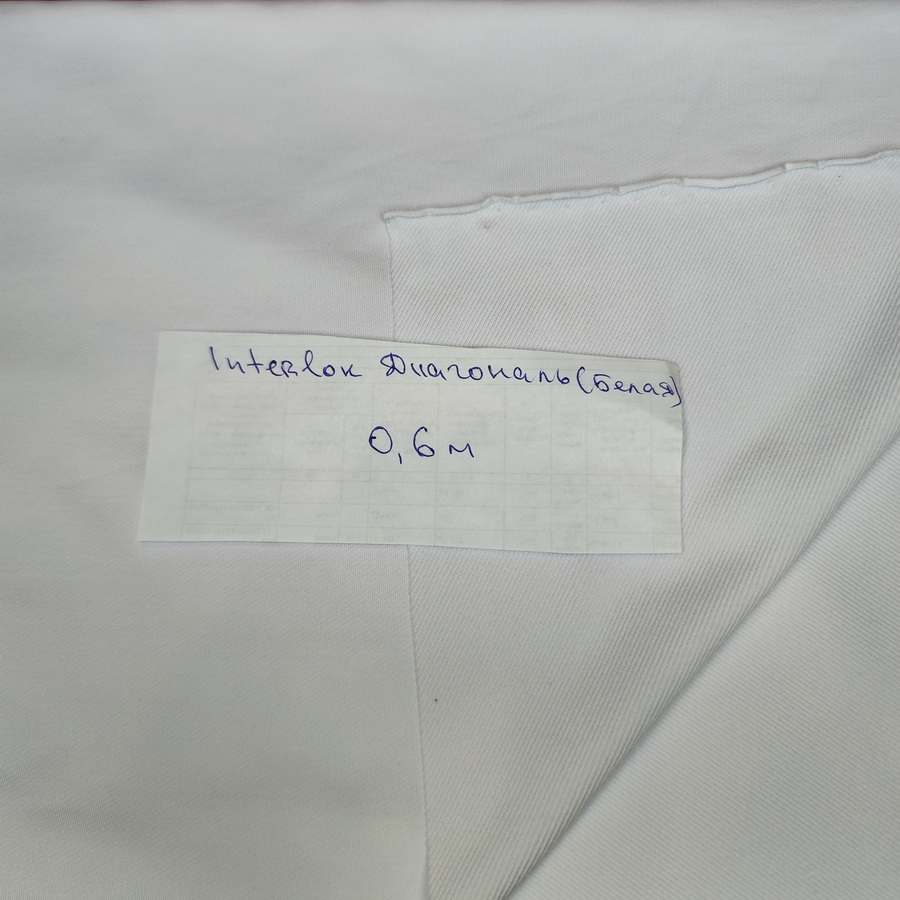 Interlok Диагональ (Белая)
0,6 м